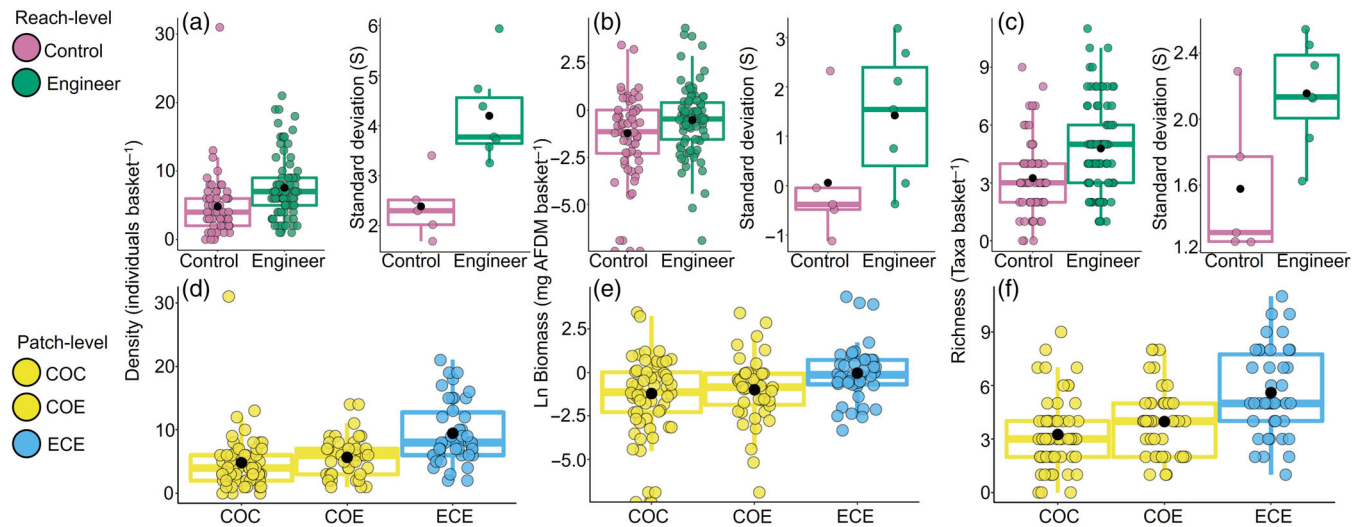 Reach-level
Control
Engineer
Patch-level
COC
COE
ECE
Density (individuals basket⁻¹)
(a)
30
20
10
0
Control Engineer
Standard deviation (S)
6
5
4
3
2
Control Engineer
Ln Biomass (mg AFDM basket⁻¹)
(b)
2.5
0
-2.5
-5.0
Control Engineer
Standard deviation (S)
3
2
1
0
−1
Control Engineer
Richness (Taxa basket⁻¹)
(c)
9
6
3
0
Control Engineer
Standard deviation (S)
2.4
2.0
1.6
1.2
Control Engineer
(d)
30
20
10
0
COC COE ECE
(e)
2.5
0
−2.5
−5.0
COC COE ECE
(f)
9
6
3
0
COC COE ECE